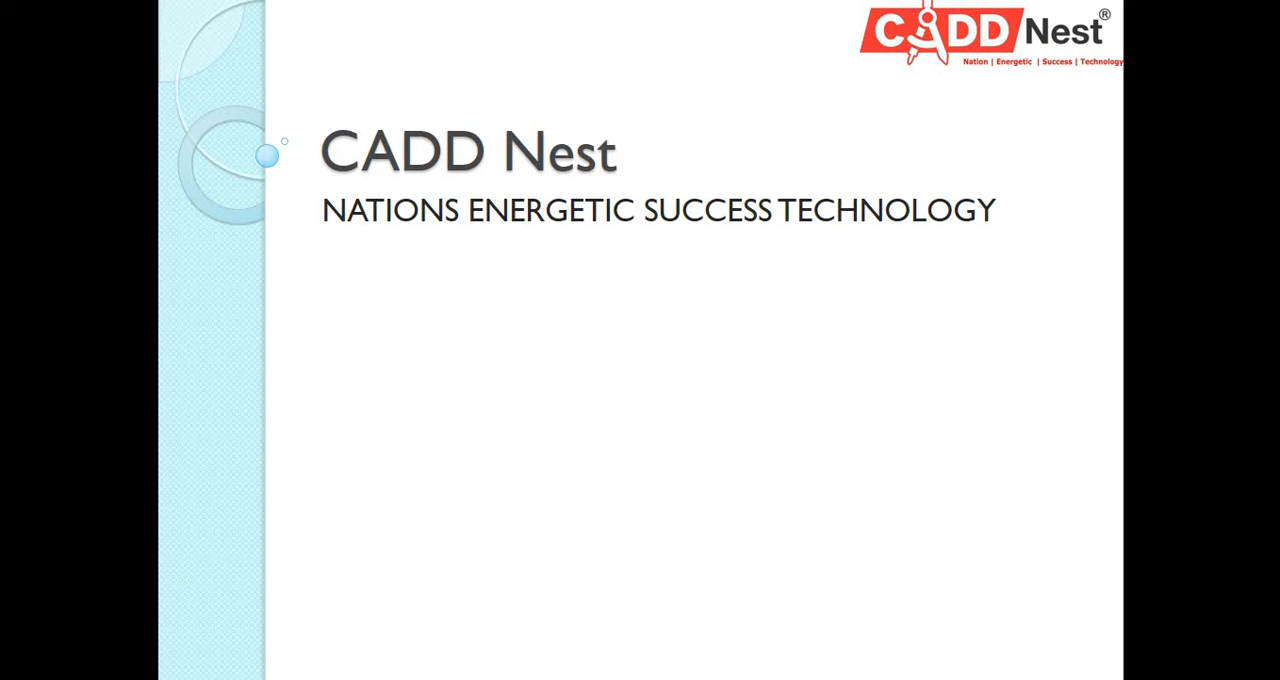 CADD Nest®
Nation | Energetic | Success | Technology
CADD Nest
NATIONS ENERGETIC SUCCESS TECHNOLOGY